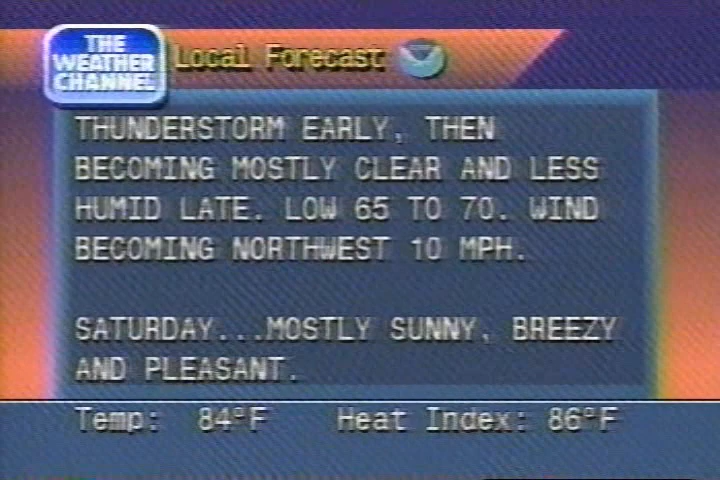 THE
WEATHER
CHANNEL
Local Forecast
THUNDERSTORM EARLY, THEN
BECOMING MOSTLY CLEAR AND LESS
HUMID LATE. LOW 65 TO 70. WIND
BECOMING NORTHWEST 10 MPH.
SATURDAY...MOSTLY SUNNY, BREEZY
AND PLEASANT.
Temp: 84°F Heat Index: 86°F